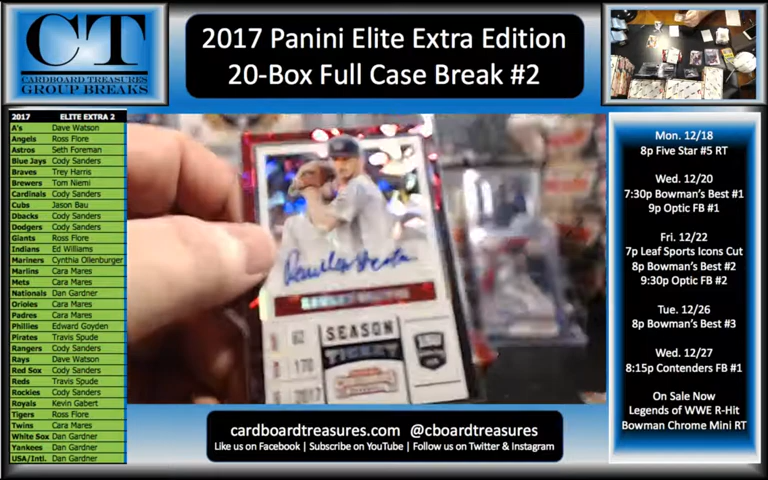 CT
CARDBOARD TREASURES
GROUP BREAKS
2017 Panini Elite Extra Edition
20-Box Full Case Break #2
2017 ELITE EXTRA 2
A's Dave Watson
Angels Ross Flore
Astros Seth Foreman
Blue Jays Cody Sanders
Braves Trey Harris
Brewers Tom Niemi
Cardinals Cody Sanders
Cubs Jason Bau
Dbacks Cody Sanders
Dodgers Cody Sanders
Giants Ross Flore
Indians Ed Williams
Mariners Cynthia Ollenburger
Marlins Cara Mares
Mets Cara Mares
Nationals Dan Gardner
Orioles Cara Mares
Padres Cara Mares
Phillies Edward Goyden
Pirates Travis Spude
Rangers Cody Sanders
Rays Dave Watson
Red Sox Cody Sanders
Reds Travis Spude
Rockies Cody Sanders
Royals Kevin Gabert
Tigers Ross Flore
Twins Cara Mares
White Sox Dan Gardner
Yankees Dan Gardner
USA/Intl. Dan Gardner
SEASON
TICKET
170
2017
Contenders
Mon. 12/18
8p Five Star #5 RT
Wed. 12/20
7:30p Bowman's Best #1
9p Optic FB #1
Fri. 12/22
7p Leaf Sports Icons Cut
8p Bowman's Best #2
9:30p Optic FB #2
Tue. 12/26
8p Bowman's Best #3
Wed. 12/27
8:15p Contenders FB #1
On Sale Now
Legends of WWE R-Hit
Bowman Chrome Mini RT
cardboardtreasures.com @cboardtreasures
Like us on Facebook | Subscribe on YouTube | Follow us on Twitter & Instagram